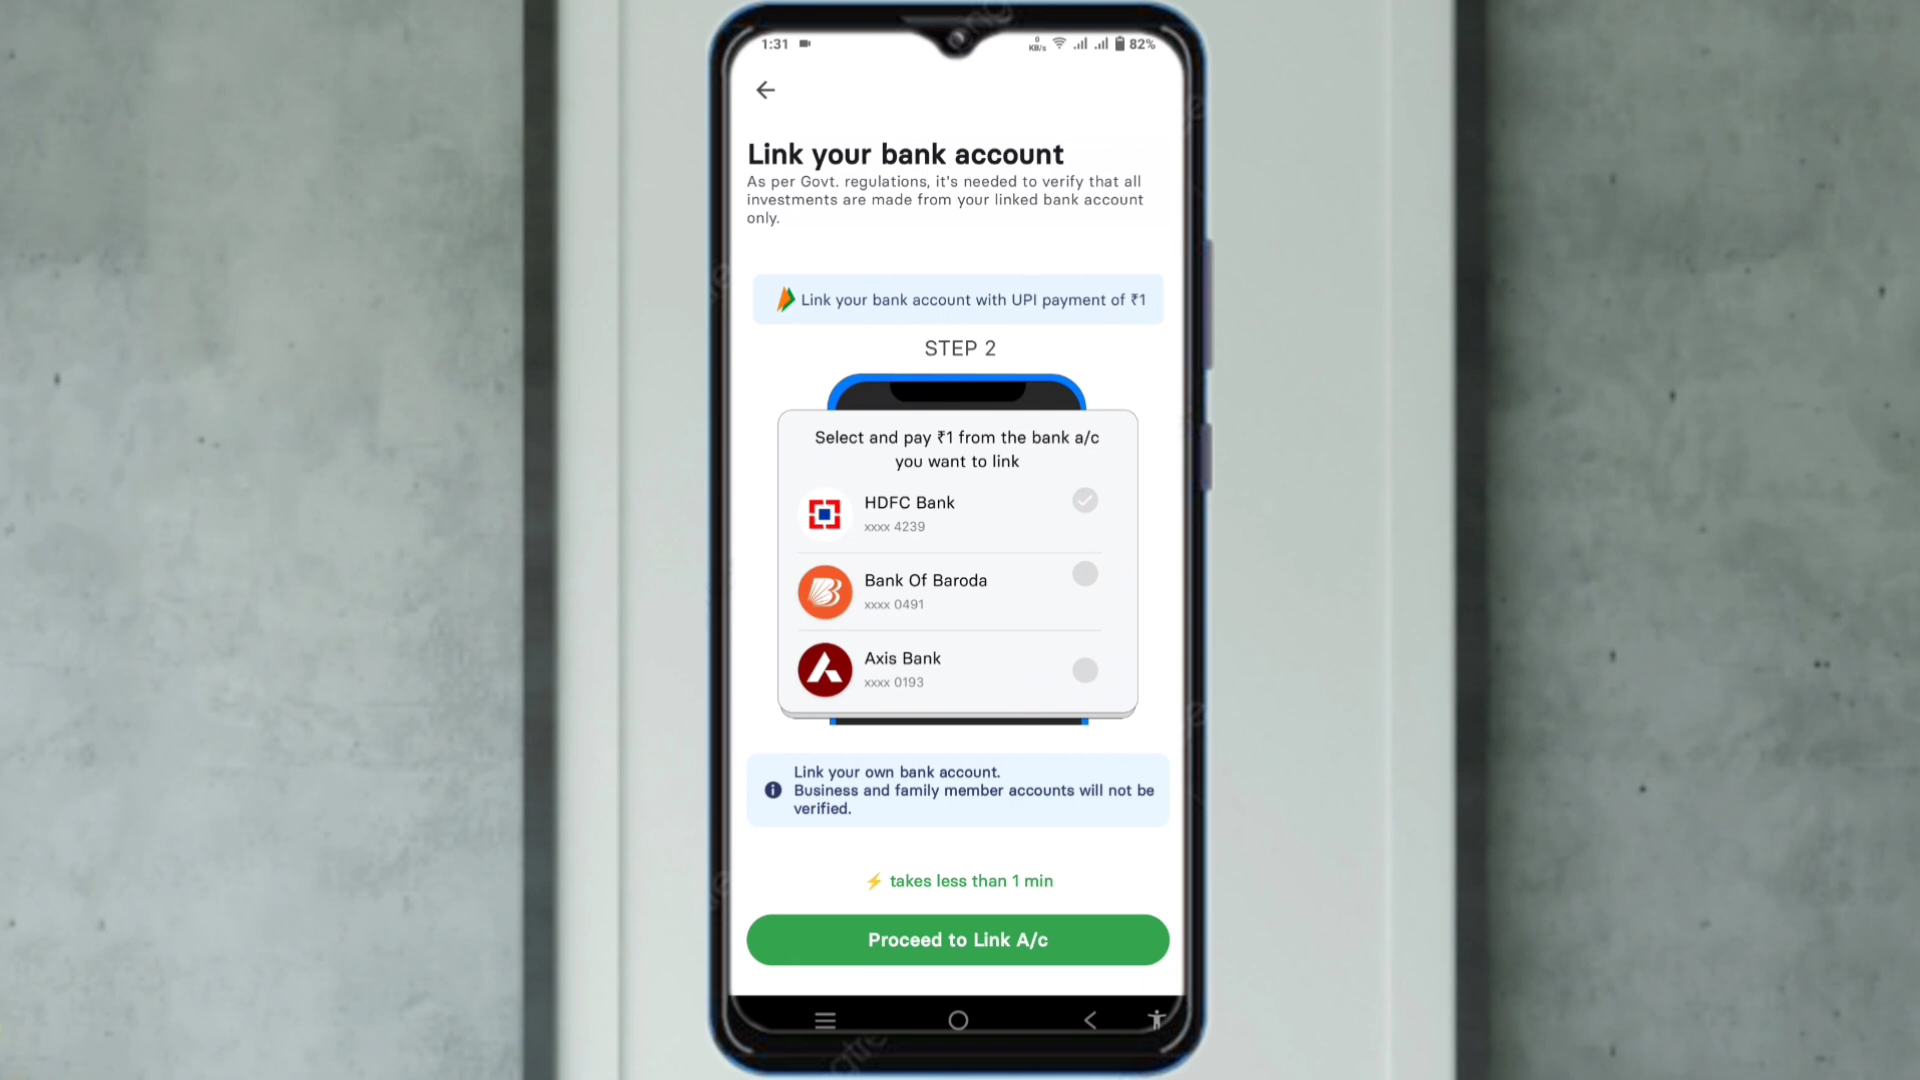 1:31
0
KB/s
82%
Link your bank account
As per Govt. regulations, it's needed to verify that all
investments are made from your linked bank account
only.
Link your bank account with UPI payment of ₹1
STEP 2
Select and pay ₹1 from the bank a/c
you want to link
HDFC Bank
xxxx 4239
Bank Of Baroda
xxxx 0491
Axis Bank
xxxx 0193
Link your own bank account.
Business and family member accounts will not be
verified.
⚡ takes less than 1 min
Proceed to Link A/c